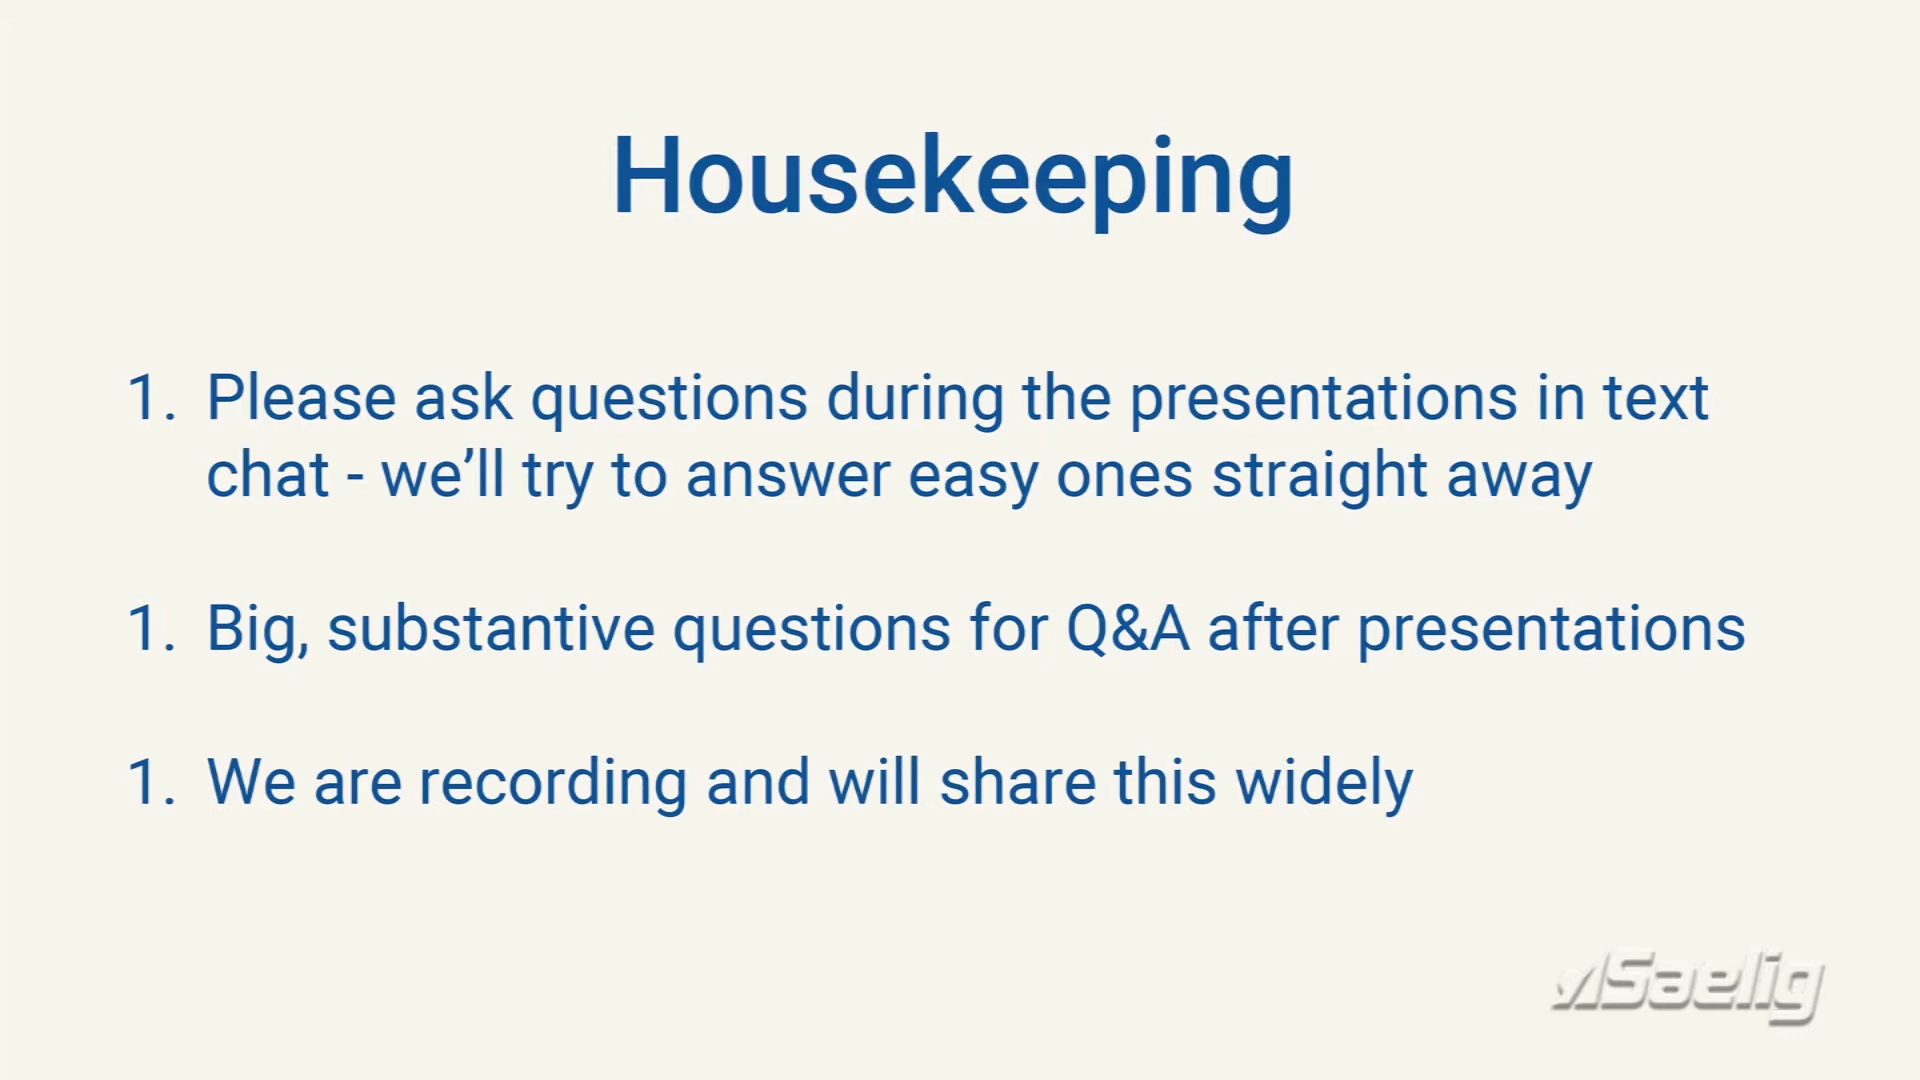 Housekeeping
1. Please ask questions during the presentations in text
chat - we’ll try to answer easy ones straight away
1. Big, substantive questions for Q&A after presentations
1. We are recording and will share this widely
Saelig